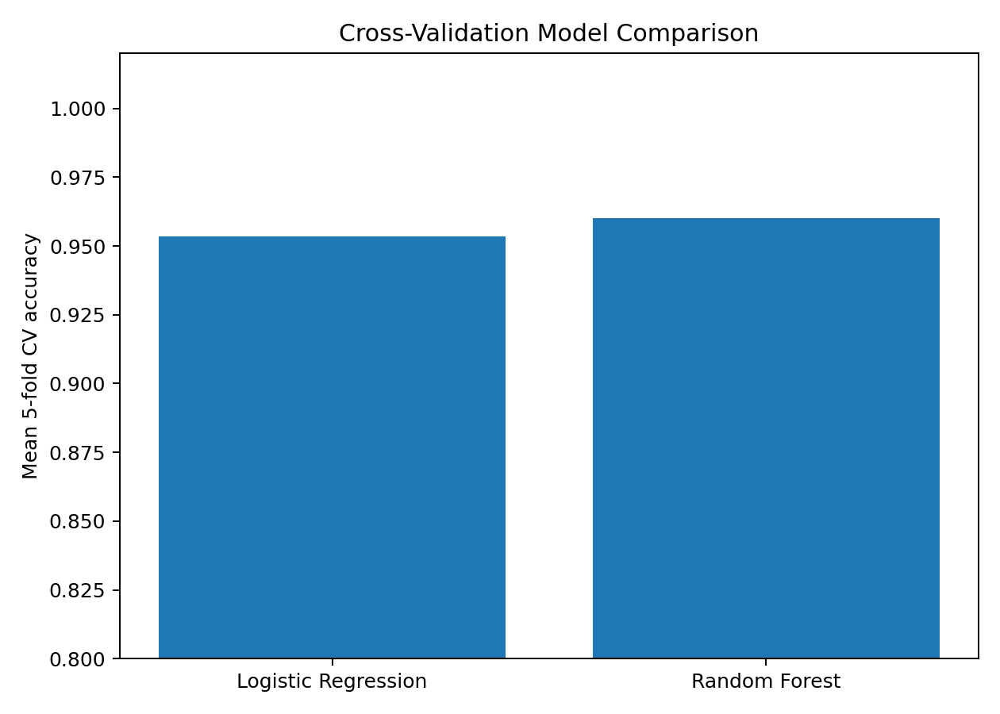 Cross-Validation Model Comparison
Mean 5-fold CV accuracy
1.000
0.975
0.950
0.925
0.900
0.875
0.850
0.825
0.800
Logistic Regression
Random Forest